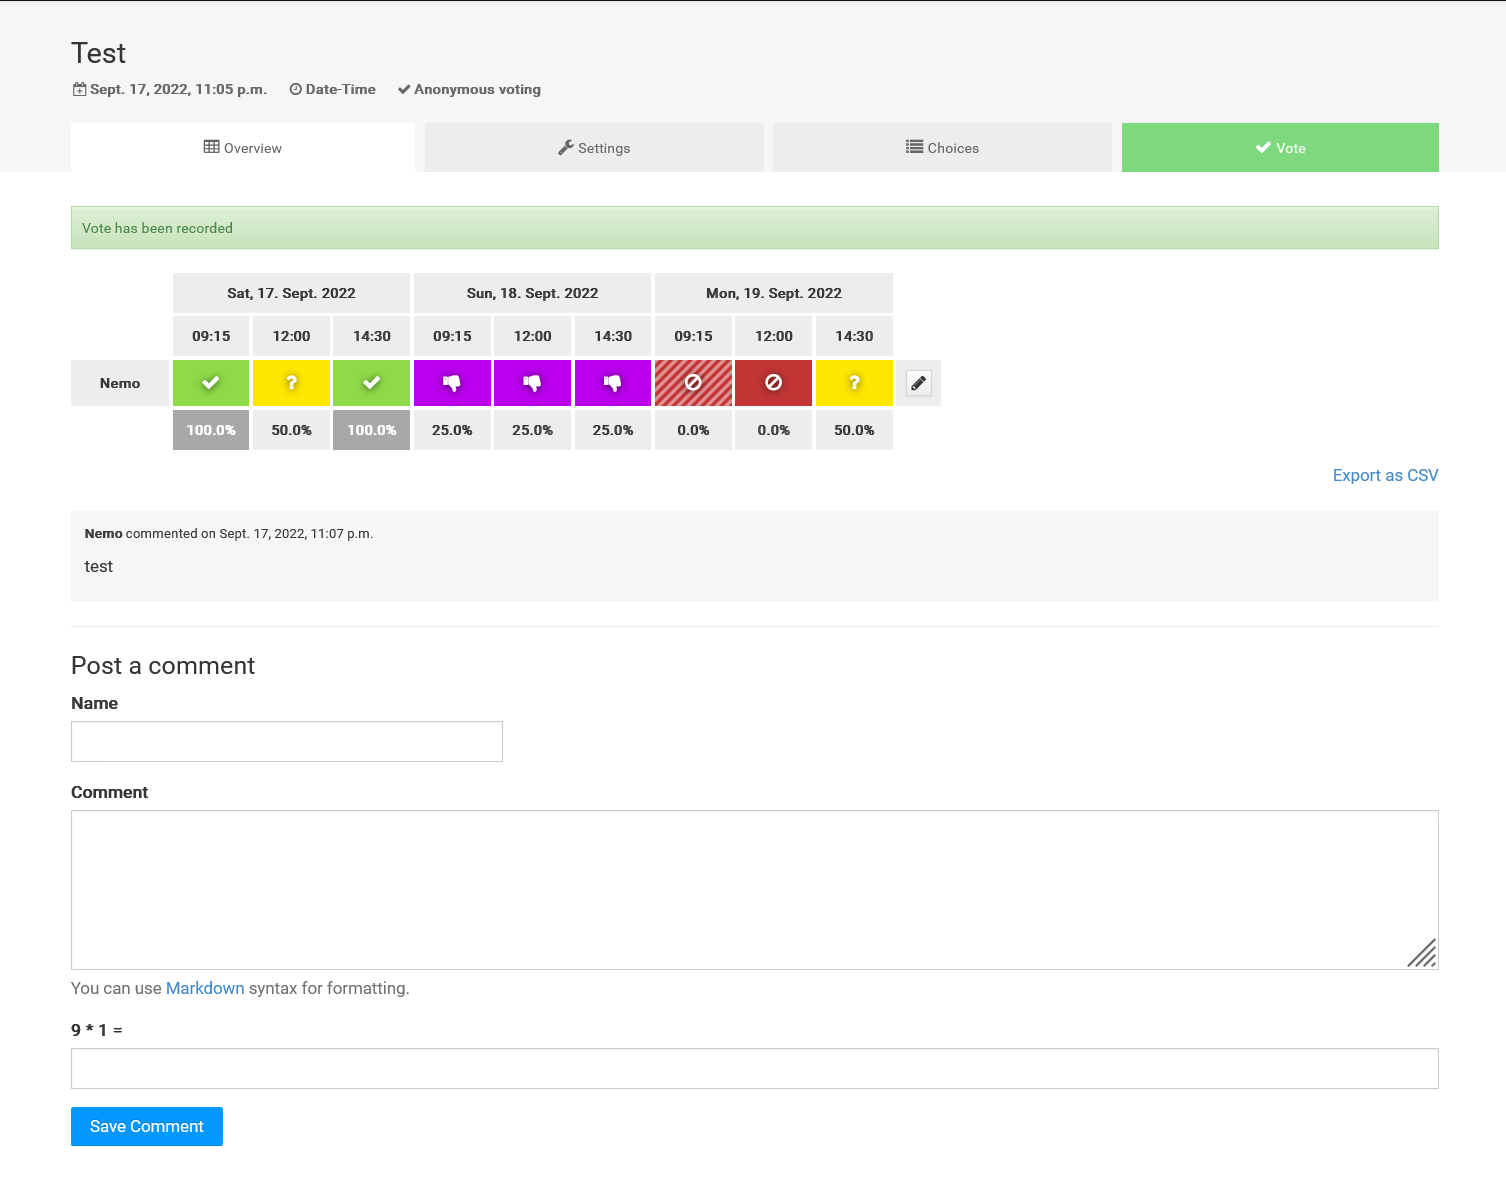 Test
Sept. 17, 2022, 11:05 p.m. Date-Time Anonymous voting
Overview Settings Choices Vote
Vote has been recorded
Sat, 17. Sept. 2022 Sun, 18. Sept. 2022 Mon, 19. Sept. 2022
09:15 12:00 14:30 09:15 12:00 14:30 09:15 12:00 14:30
Nemo ? ?
100.0% 50.0% 100.0% 25.0% 25.0% 25.0% 0.0% 0.0% 50.0%
Export as CSV
Nemo commented on Sept. 17, 2022, 11:07 p.m.
test
Post a comment
Name
Comment
You can use Markdown syntax for formatting.
9 * 1 =
Save Comment